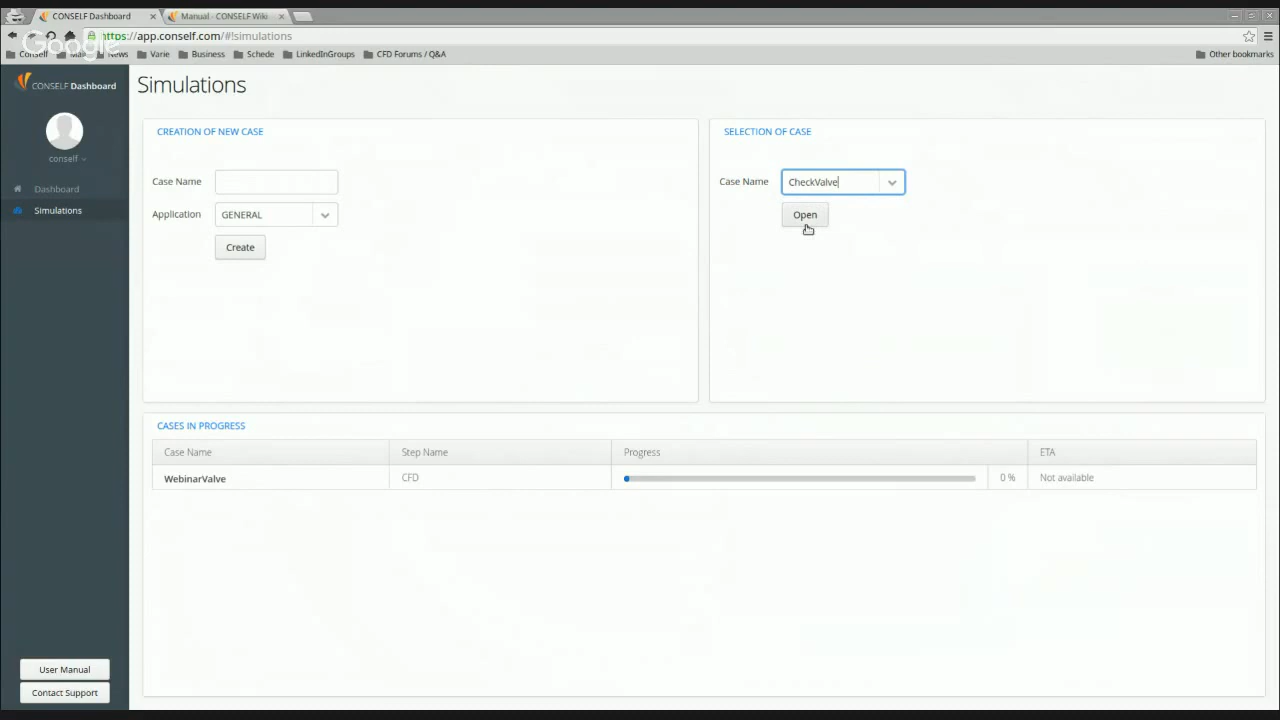 CONSELF Dashboard
Manual - CONSELF Wiki
https://app.conself.com/#!simulations
Google
Conself
News
Varie
Business
Schede
LinkedInGroups
CFD Forums / Q&A
Other bookmarks
CONSELF Dashboard
conself
Dashboard
Simulations
User Manual
Contact Support
Simulations
CREATION OF NEW CASE
Case Name
Application GENERAL
Create
SELECTION OF CASE
Case Name CheckValve
Open
CASES IN PROGRESS
Case Name Step Name Progress ETA
WebinarValve CFD 0 % Not available